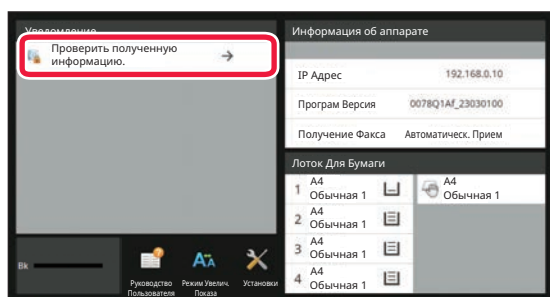 Уведомление
Проверить полученную
информацию.
Информация об аппарате
IP Адрес 192.168.0.10
Програм Версия 0078Q1Af_23030100
Получение Факса Автоматическ. Прием
Лоток Для Бумаги
1 A4
Обычная 1
A4
Обычная 1
2 A4
Обычная 1
3 A4
Обычная 1
4 A4
Обычная 1
Bk
Руководство
Пользователя
Режим Увелич.
Показа
Установки